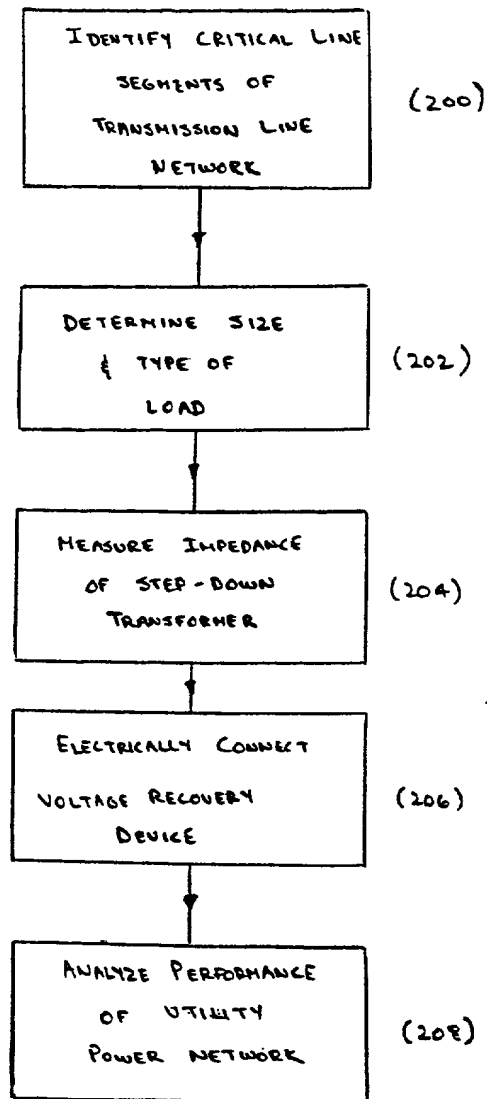 IDENTIFY CRITICAL LINE
SEGMENTS OF
TRANSMISSION LINE
NETWORK
(200)
DETERMINE SIZE
& TYPE OF
LOAD
(202)
MEASURE IMPEDANCE
OF STEP-DOWN
TRANSFORMER
(204)
ELECTRICALLY CONNECT
VOLTAGE RECOVERY
DEVICE
(206)
ANALYZE PERFORMANCE
OF UTILITY
POWER NETWORK
(208)